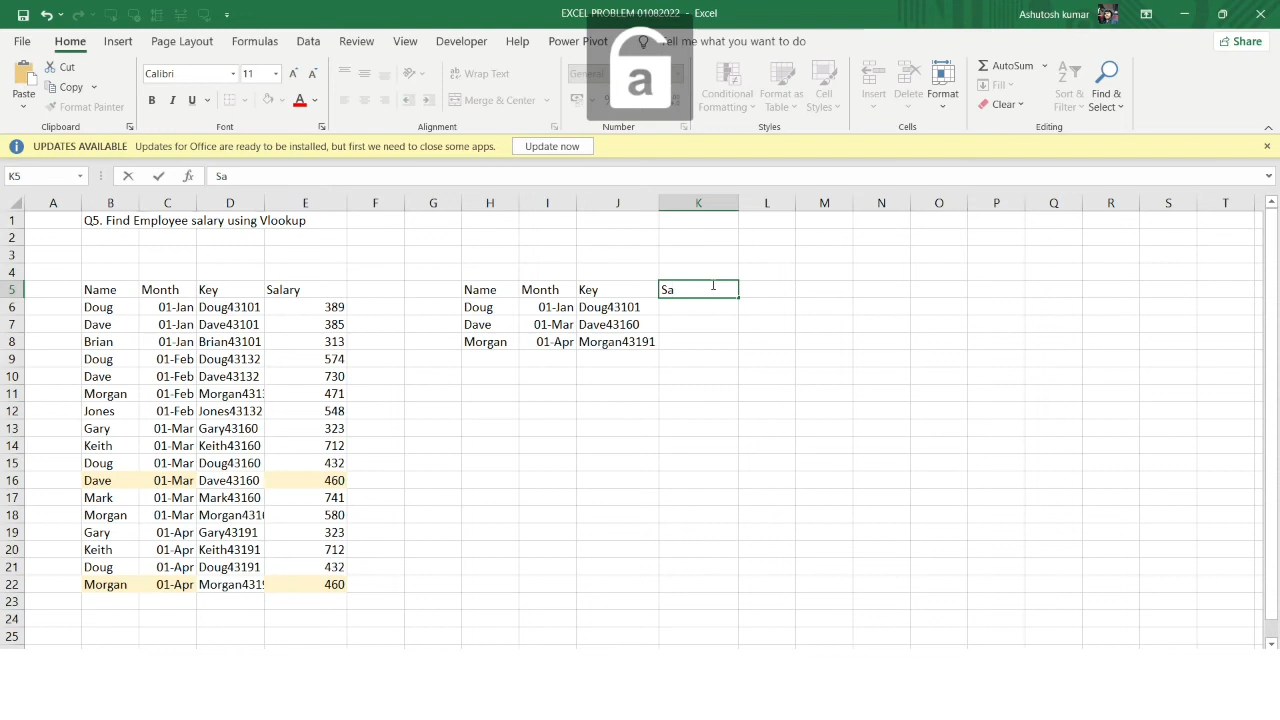 EXCEL PROBLEM 01082022 - Excel
Ashutosh kumar
File Home Insert Page Layout Formulas Data Review View Developer Help Power Pivot Tell me what you want to do Share
Paste
Cut
Copy
Format Painter
Clipboard
Calibri 11
B I U A
Font
Wrap Text
Merge & Center
Alignment
General
a
Number
Conditional Formatting
Format as Table
Cell Styles
Styles
Insert Delete Format
Cells
AutoSum
Fill
Clear
Sort & Filter
Find & Select
Editing
UPDATES AVAILABLE Updates for Office are ready to be installed, but first we need to close some apps. Update now
K5 fx Sa
A B C D E F G H I J K L M N O P Q R S T
1 Q5. Find Employee salary using Vlookup
2
3
4
5 Name Month Key Salary Name Month Key Sa
6 Doug 01-Jan Doug43101 389 Doug 01-Jan Doug43101
7 Dave 01-Jan Dave43101 385 Dave 01-Mar Dave43160
8 Brian 01-Jan Brian43101 313 Morgan 01-Apr Morgan43191
9 Doug 01-Feb Doug43132 574
10 Dave 01-Feb Dave43132 730
11 Morgan 01-Feb Morgan431 471
12 Jones 01-Feb Jones43132 548
13 Gary 01-Mar Gary43160 323
14 Keith 01-Mar Keith43160 712
15 Doug 01-Mar Doug43160 432
16 Dave 01-Mar Dave43160 460
17 Mark 01-Mar Mark43160 741
18 Morgan 01-Mar Morgan431 580
19 Gary 01-Apr Gary43191 323
20 Keith 01-Apr Keith43191 712
21 Doug 01-Apr Doug43191 432
22 Morgan 01-Apr Morgan431 460
23
24
25